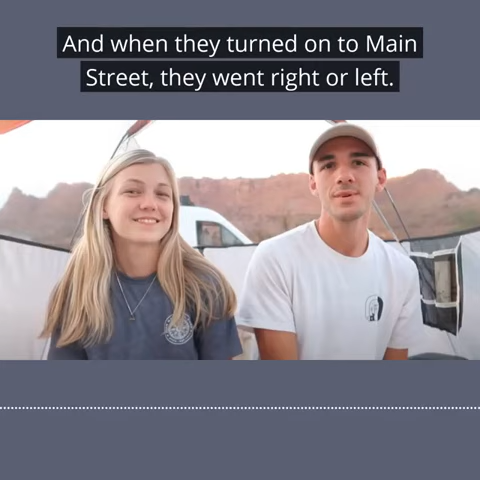 And when they turned on to Main
Street, they went right or left.